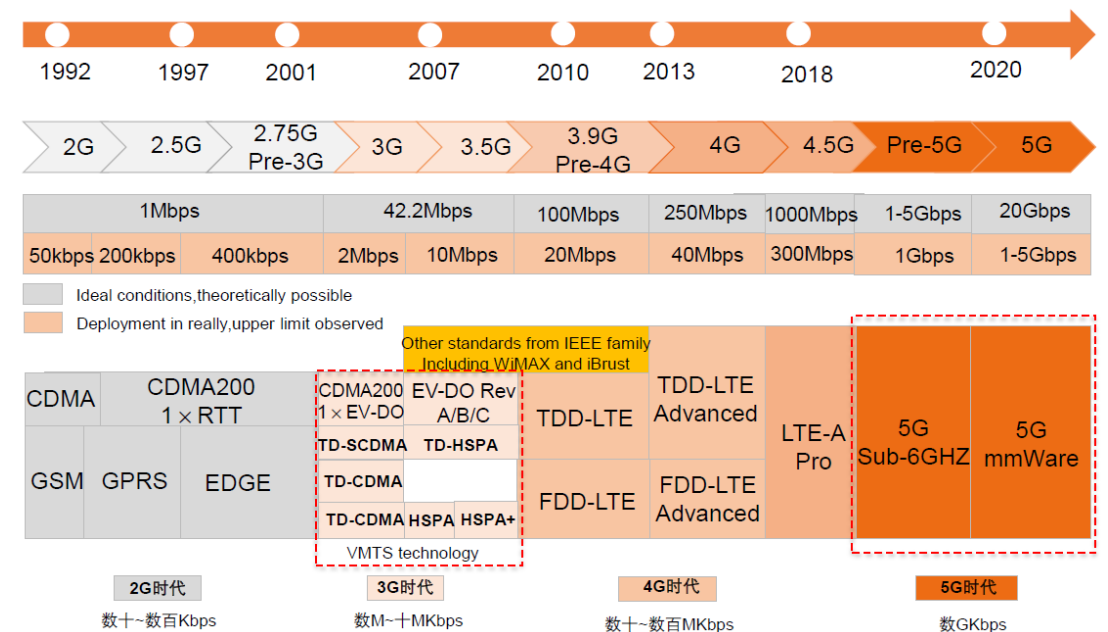 1992 1997 2001 2007 2010 2013 2018 2020
2G 2.5G 2.75G Pre-3G 3G 3.5G 3.9G Pre-4G 4G 4.5G Pre-5G 5G
1Mbps 42.2Mbps 100Mbps 250Mbps 1000Mbps 1-5Gbps 20Gbps
50kbps 200kbps 400kbps 2Mbps 10Mbps 20Mbps 40Mbps 300Mbps 1Gbps 1-5Gbps
Ideal conditions,theoretically possible
Deployment in really,upper limit observed
Other standards from IEEE family
Including WiMAX and iBrust
CDMA
CDMA200
1×RTT
GSM
GPRS
EDGE
CDMA200
1×EV-DO
EV-DO Rev
A/B/C
TD-SCDMA
TD-HSPA
TD-CDMA
TD-CDMA
HSPA
HSPA+
VMTS technology
TDD-LTE
FDD-LTE
TDD-LTE
Advanced
FDD-LTE
Advanced
LTE-A
Pro
5G
Sub-6GHZ
5G
mmWare
2G时代
数十~数百Kbps
3G时代
数M~十MKbps
4G时代
数十~数百MKbps
5G时代
数GKbps